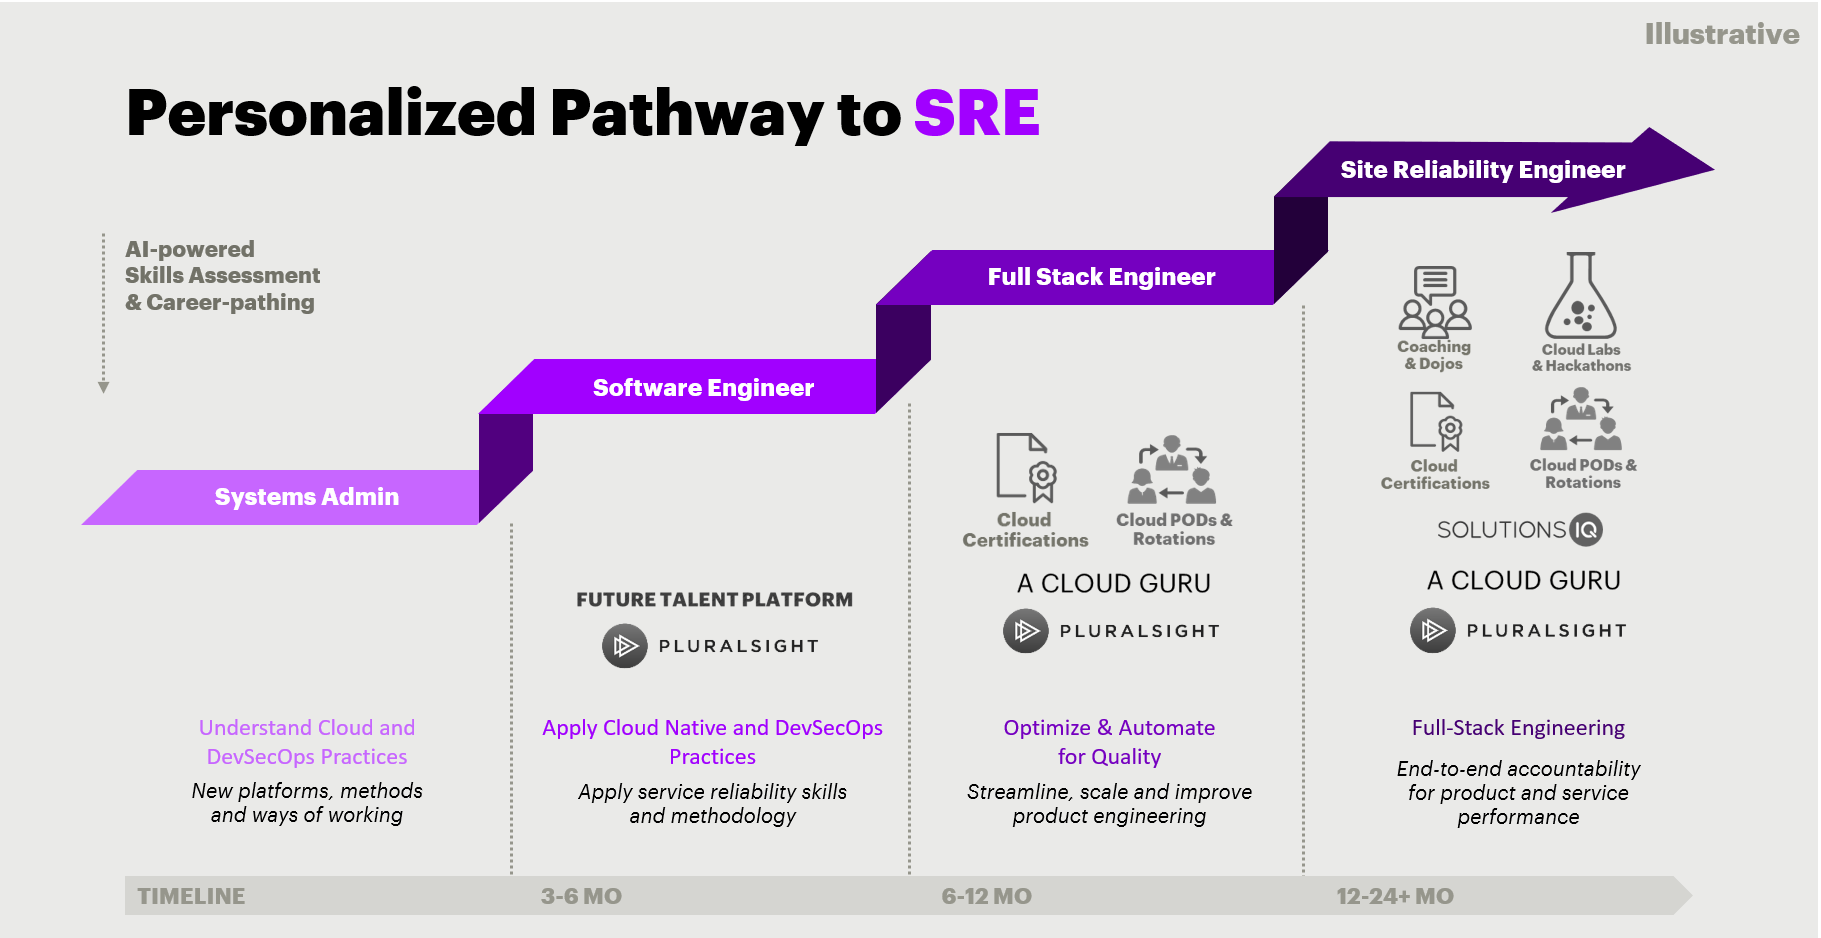 Illustrative
Personalized Pathway to SRE
Site Reliability Engineer
AI-powered
Skills Assessment
& Career-pathing
Full Stack Engineer
Software Engineer
Systems Admin
Coaching
& Dojos
Cloud Labs
& Hackathons
Cloud
Certifications
Cloud PODs &
Rotations
SOLUTIONS IQ
A CLOUD GURU
PLURALSIGHT
Cloud
Certifications
Cloud PODs &
Rotations
A CLOUD GURU
PLURALSIGHT
FUTURE TALENT PLATFORM
PLURALSIGHT
Understand Cloud and
DevSecOps Practices
New platforms, methods
and ways of working
Apply Cloud Native and DevSecOps
Practices
Apply service reliability skills
and methodology
Optimize & Automate
for Quality
Streamline, scale and improve
product engineering
Full-Stack Engineering
End-to-end accountability
for product and service
performance
TIMELINE
3-6 MO
6-12 MO
12-24+ MO